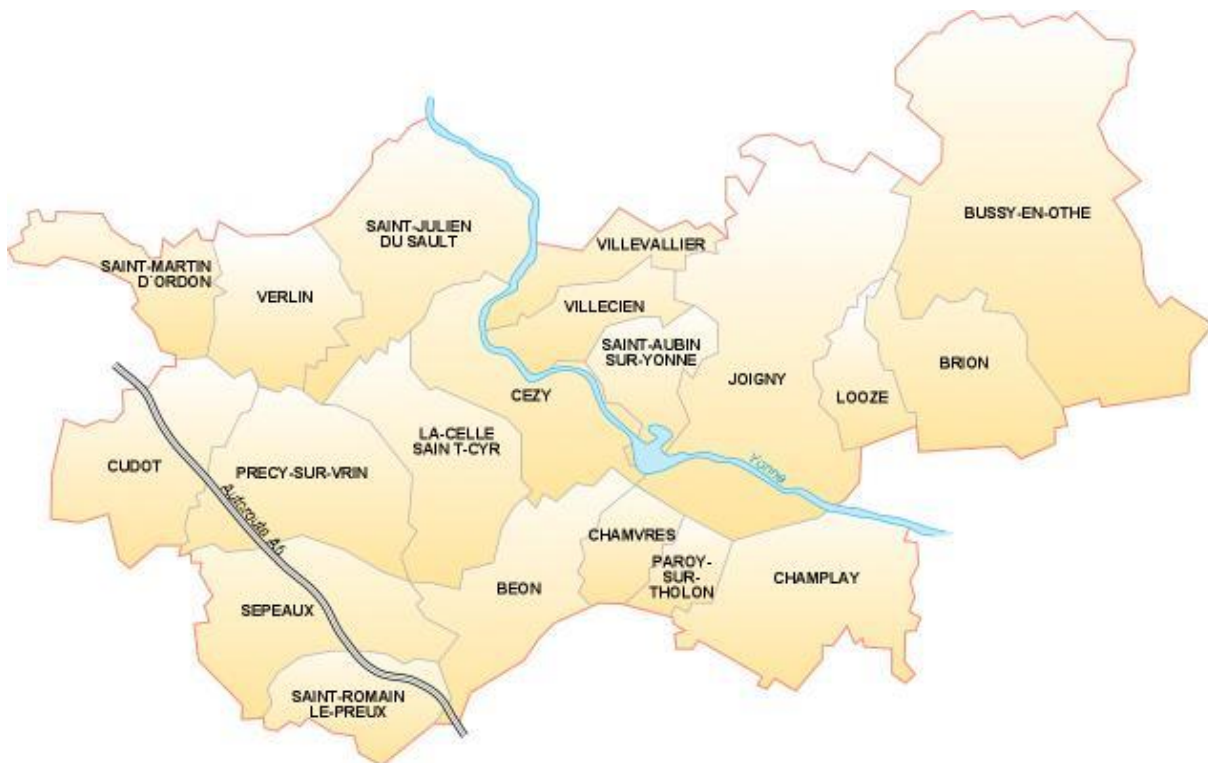 BUSSY-EN-OTHE
SAINT-JULIEN
DU SAULT
VILLEVALLIER
SAINT-MARTIN
D'ORDON
VERLIN
VILLECIEN
SAINT-AUBIN
SUR-YONNE
BRION
JOIGNY
CEZY
LOOZE
LA-CELLE
SAIN T-CYR
CUDOT
PRECY-SUR-VRIN
Yonne
Autoroute A6
CHAMVRES
PAROY-
SUR-
THOLON
CHAMPLAY
BEON
SEPEAUX
SAINT-ROMAIN
LE-PREUX